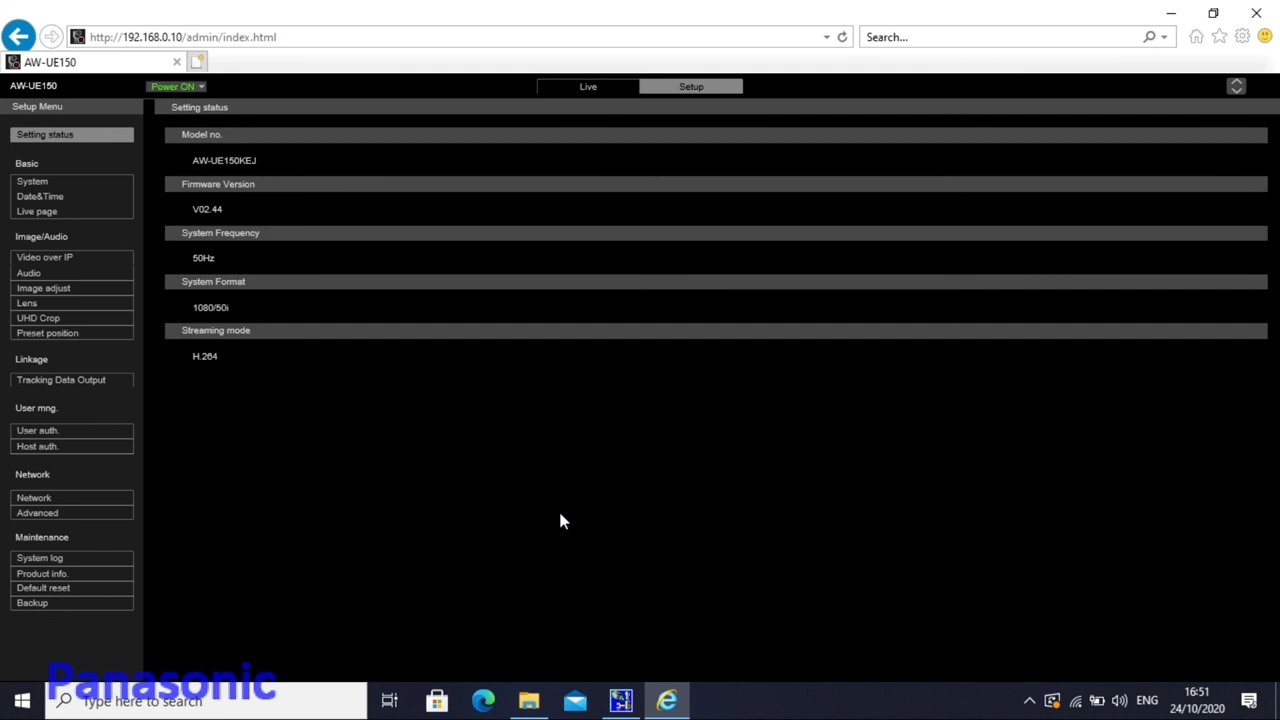 http://192.168.0.10/admin/index.html
Search...
AW-UE150
AW-UE150
Power ON
Live
Setup
Setup Menu
Setting status
Setting status
Basic
System
Date&Time
Live page
Image/Audio
Video over IP
Audio
Image adjust
Lens
UHD Crop
Preset position
Linkage
Tracking Data Output
User mng.
User auth.
Host auth.
Network
Network
Advanced
Maintenance
System log
Product info.
Default reset
Backup
Model no.
AW-UE150KEJ
Firmware Version
V02.44
System Frequency
50Hz
System Format
1080/50i
Streaming mode
H.264
Panasonic
Type here to search
ENG
16:51
24/10/2020